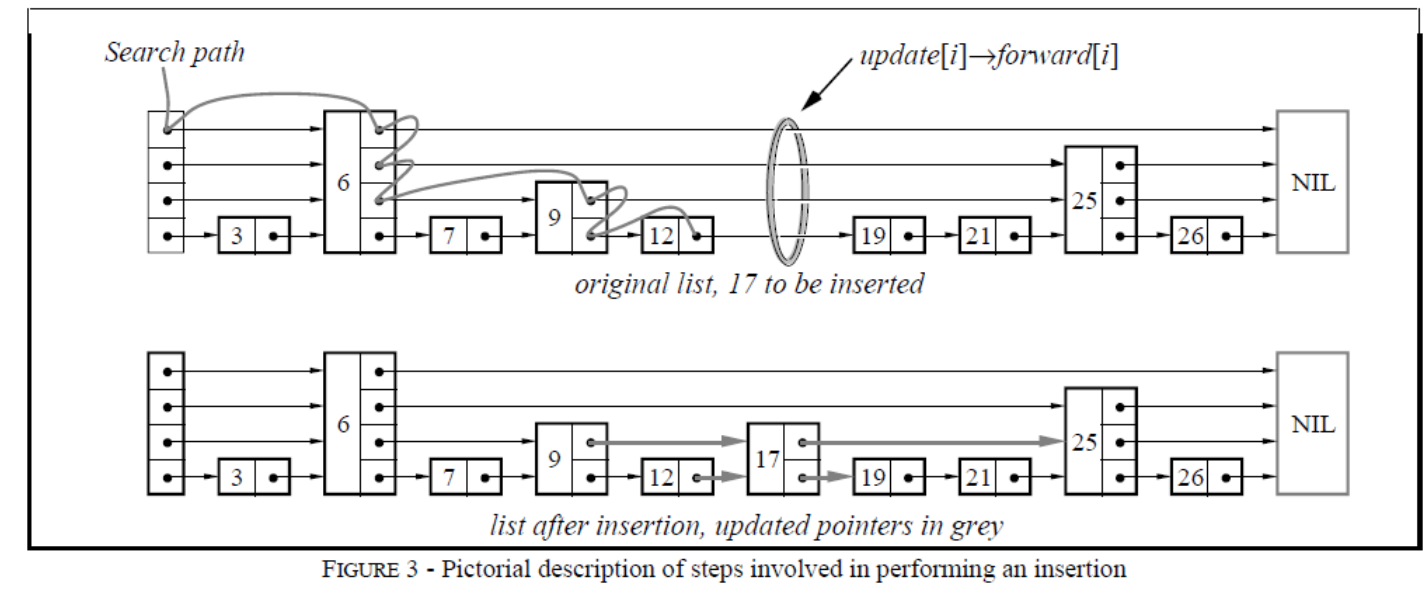 Search path
update[i]→forward[i]
6 NIL
9 25
3 7 12 19 21 26
original list, 17 to be inserted
6 NIL
9 17 25
3 7 12 19 21 26
list after insertion, updated pointers in grey
FIGURE 3 - Pictorial description of steps involved in performing an insertion